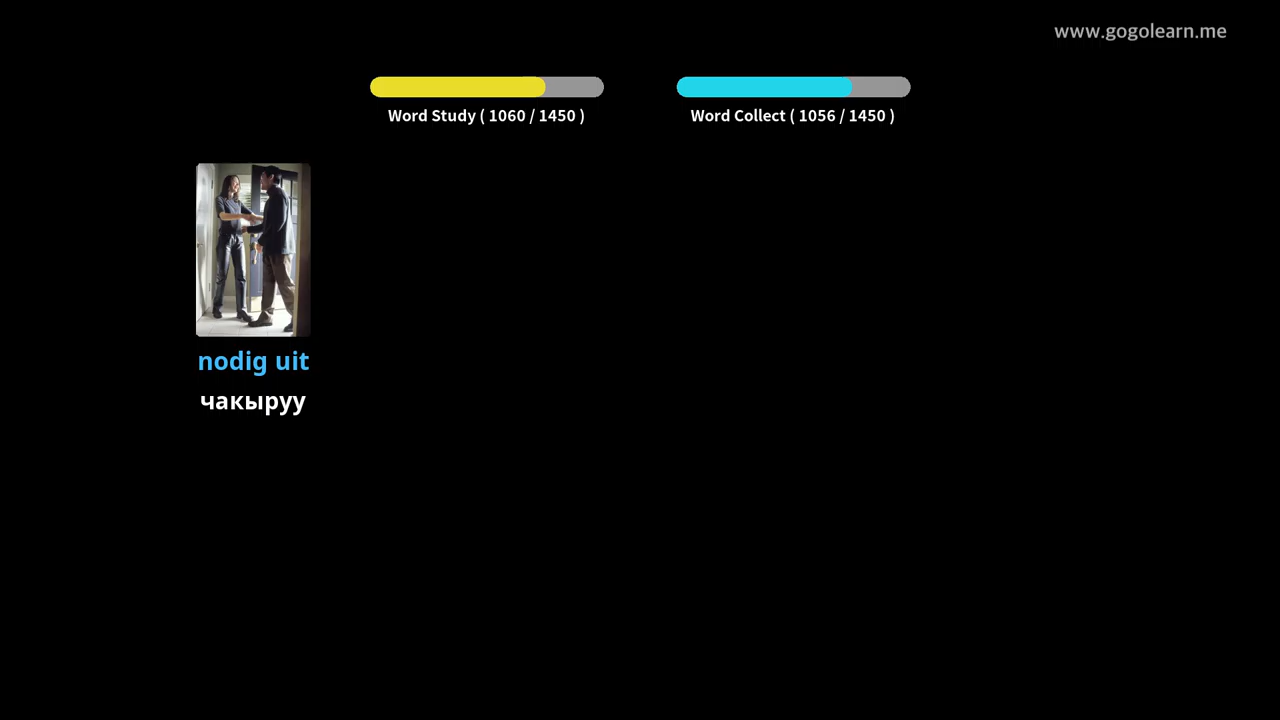 www.gogolearn.me
Word Study ( 1060 / 1450 )
Word Collect ( 1056 / 1450 )
nodig uit
чакыруу